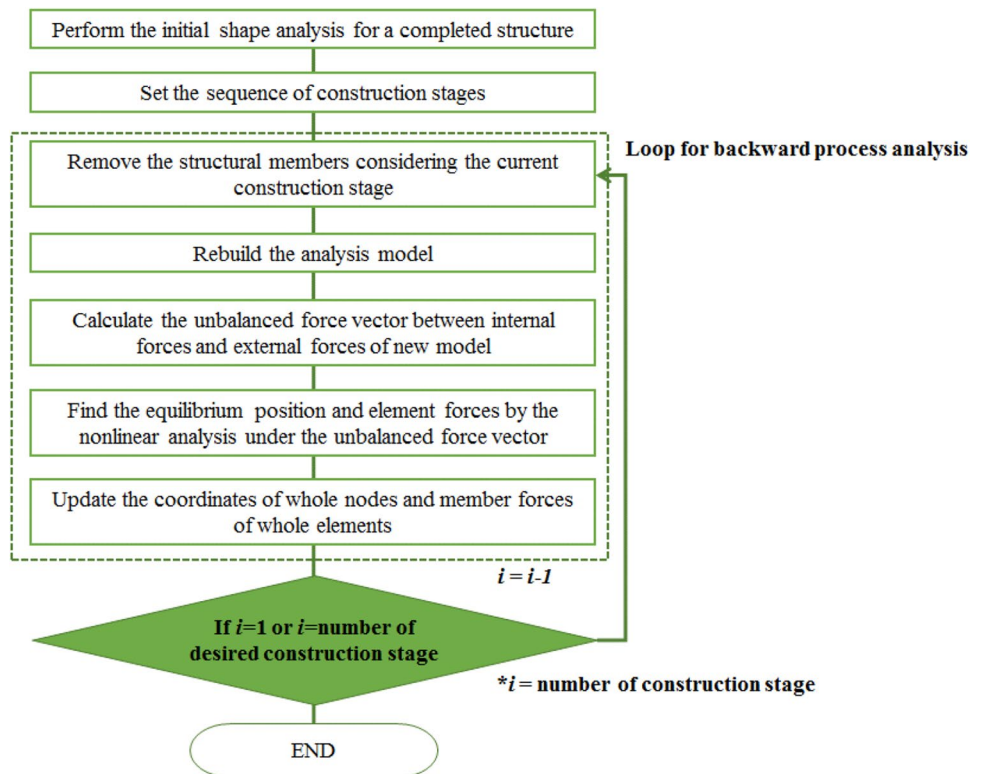 Perform the initial shape analysis for a completed structure
Set the sequence of construction stages
Loop for backward process analysis
Remove the structural members considering the current
construction stage
Rebuild the analysis model
Calculate the unbalanced force vector between internal
forces and external forces of new model
Find the equilibrium position and element forces by the
nonlinear analysis under the unbalanced force vector
Update the coordinates of whole nodes and member forces
of whole elements
i = i-1
If i=1 or i=number of
desired construction stage
*i = number of construction stage
END